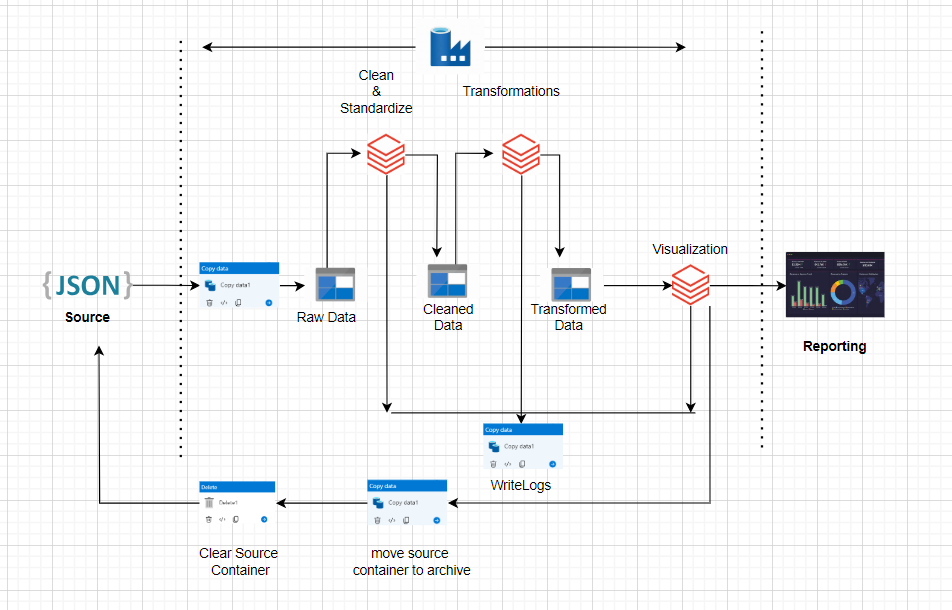 Clean
&
Standardize
Transformations
Visualization
Copy data
Copy data1
{JSON}
Source
Raw Data
Cleaned
Data
Transformed
Data
Reporting
Copy data
Copy data1
WriteLogs
Delete
Delete1
Copy data
Copy data1
Clear Source
Container
move source
container to archive